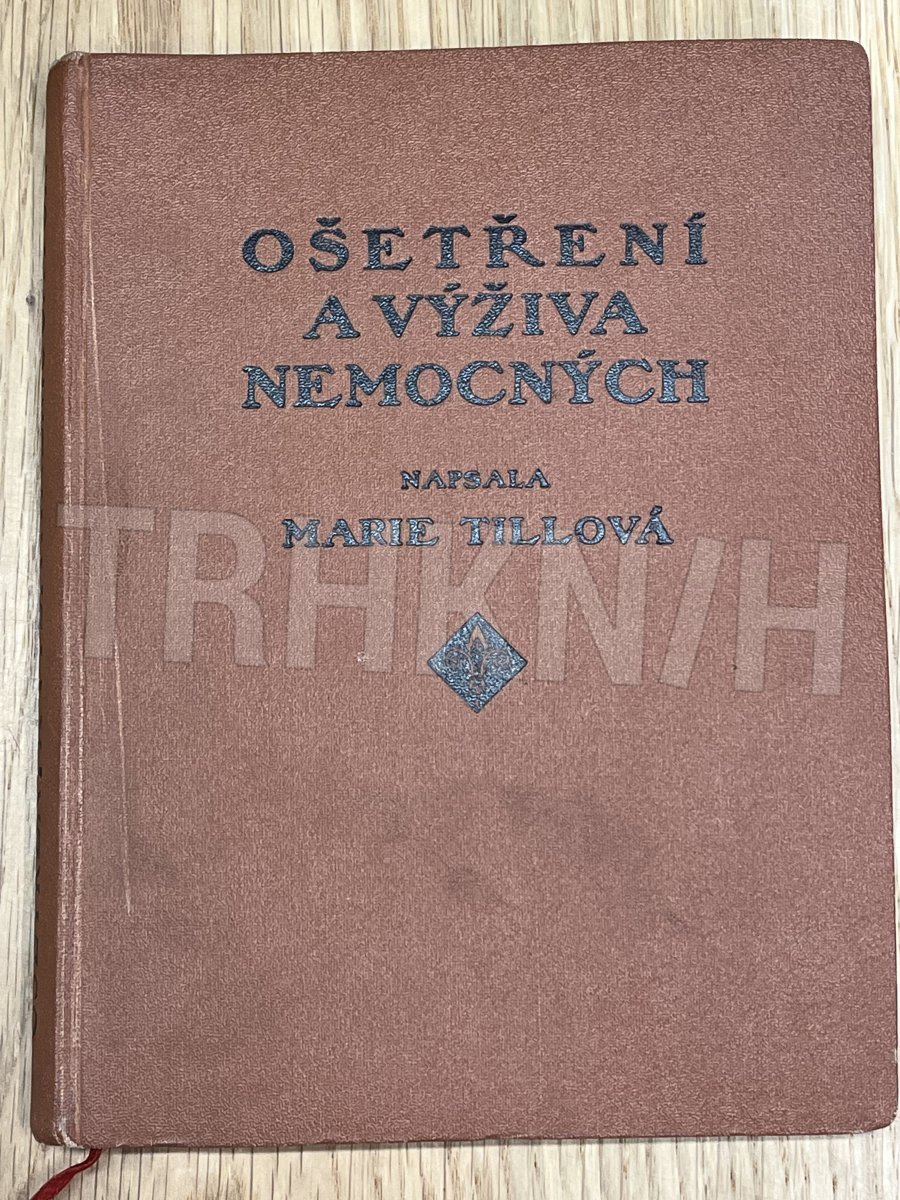 OŠETŘENÍ
A VÝŽIVA
NEMOCNÝCH
NAPSALA
MARIE TILLOVÁ
TRHKNIH